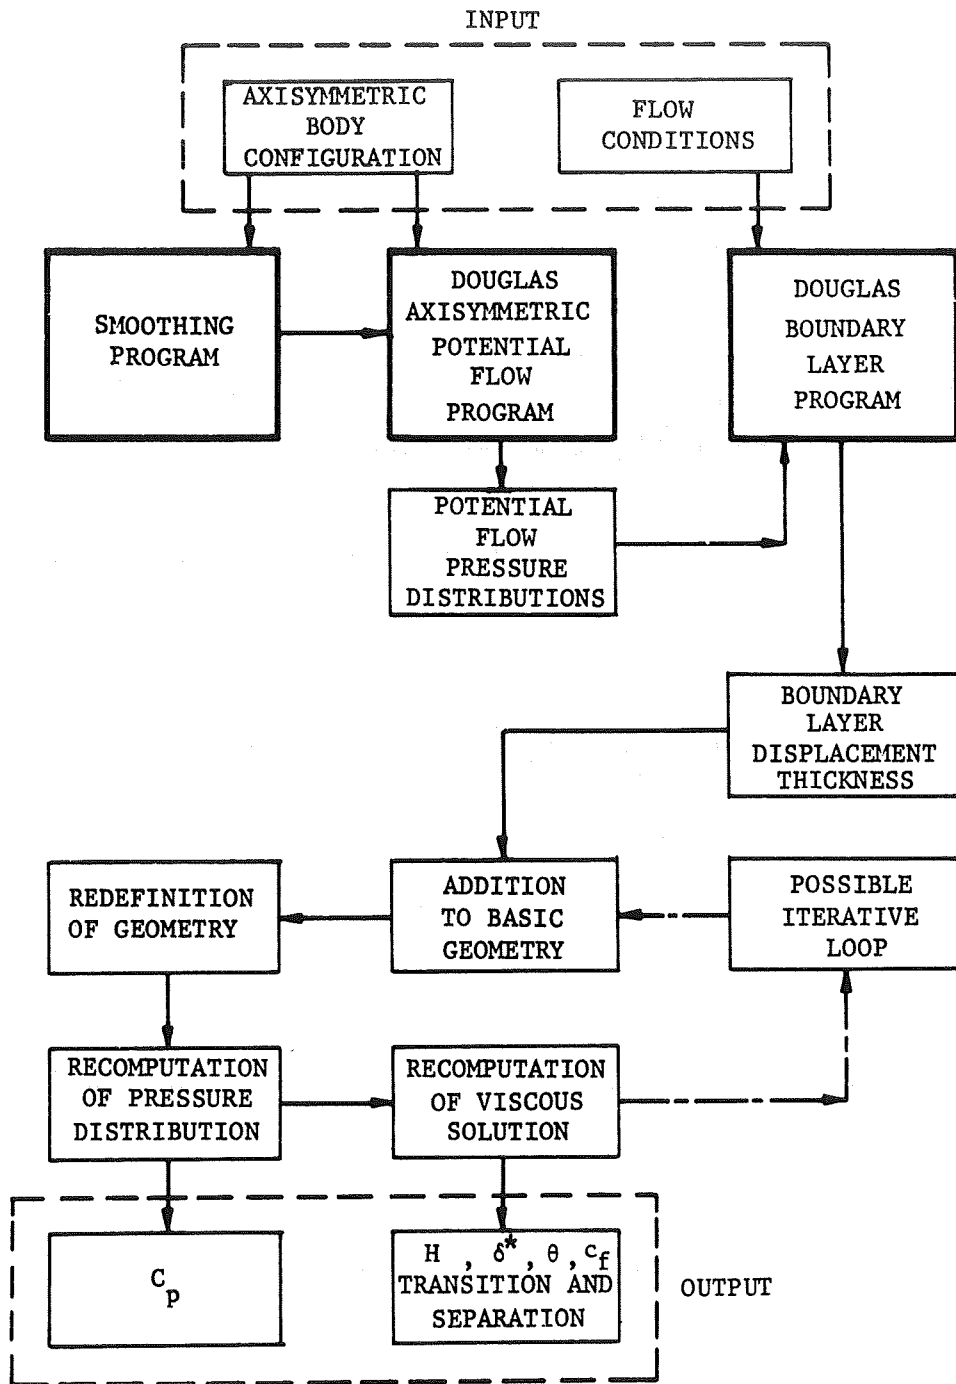 INPUT
AXISYMMETRIC
BODY
CONFIGURATION
FLOW
CONDITIONS
SMOOTHING
PROGRAM
DOUGLAS
AXISYMMETRIC
POTENTIAL
FLOW
PROGRAM
DOUGLAS
BOUNDARY
LAYER
PROGRAM
POTENTIAL
FLOW
PRESSURE
DISTRIBUTIONS
BOUNDARY
LAYER
DISPLACEMENT
THICKNESS
REDEFINITION
OF GEOMETRY
ADDITION
TO BASIC
GEOMETRY
POSSIBLE
ITERATIVE
LOOP
RECOMPUTATION
OF PRESSURE
DISTRIBUTION
RECOMPUTATION
OF VISCOUS
SOLUTION
C_p
H , δ*, θ, c_f
TRANSITION AND
SEPARATION
OUTPUT